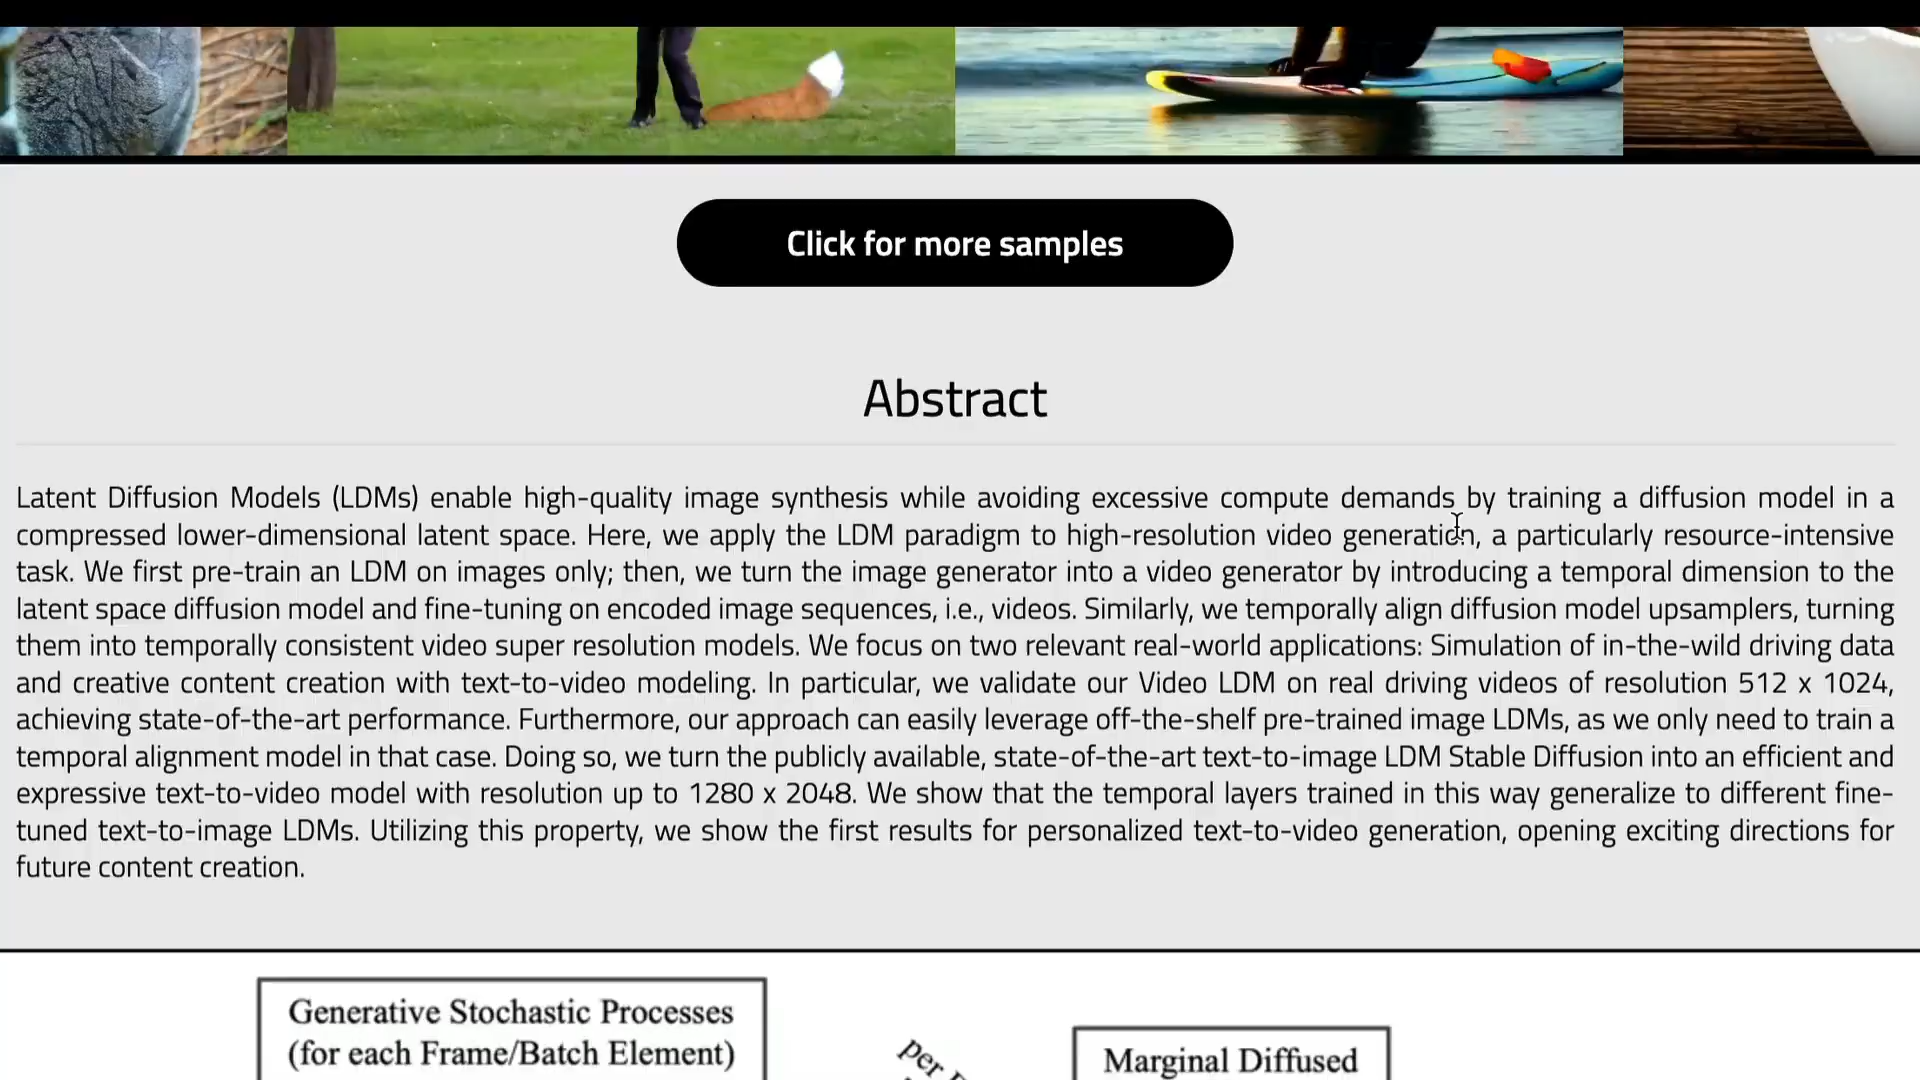 Click for more samples
Abstract
Latent Diffusion Models (LDMs) enable high-quality image synthesis while avoiding excessive compute demands by training a diffusion model in a
compressed lower-dimensional latent space. Here, we apply the LDM paradigm to high-resolution video generation, a particularly resource-intensive
task. We first pre-train an LDM on images only; then, we turn the image generator into a video generator by introducing a temporal dimension to the
latent space diffusion model and fine-tuning on encoded image sequences, i.e., videos. Similarly, we temporally align diffusion model upsamplers, turning
them into temporally consistent video super resolution models. We focus on two relevant real-world applications: Simulation of in-the-wild driving data
and creative content creation with text-to-video modeling. In particular, we validate our Video LDM on real driving videos of resolution 512 x 1024,
achieving state-of-the-art performance. Furthermore, our approach can easily leverage off-the-shelf pre-trained image LDMs, as we only need to train a
temporal alignment model in that case. Doing so, we turn the publicly available, state-of-the-art text-to-image LDM Stable Diffusion into an efficient and
expressive text-to-video model with resolution up to 1280 x 2048. We show that the temporal layers trained in this way generalize to different fine-
tuned text-to-image LDMs. Utilizing this property, we show the first results for personalized text-to-video generation, opening exciting directions for
future content creation.
Generative Stochastic Processes
(for each Frame/Batch Element)
per
Marginal Diffused